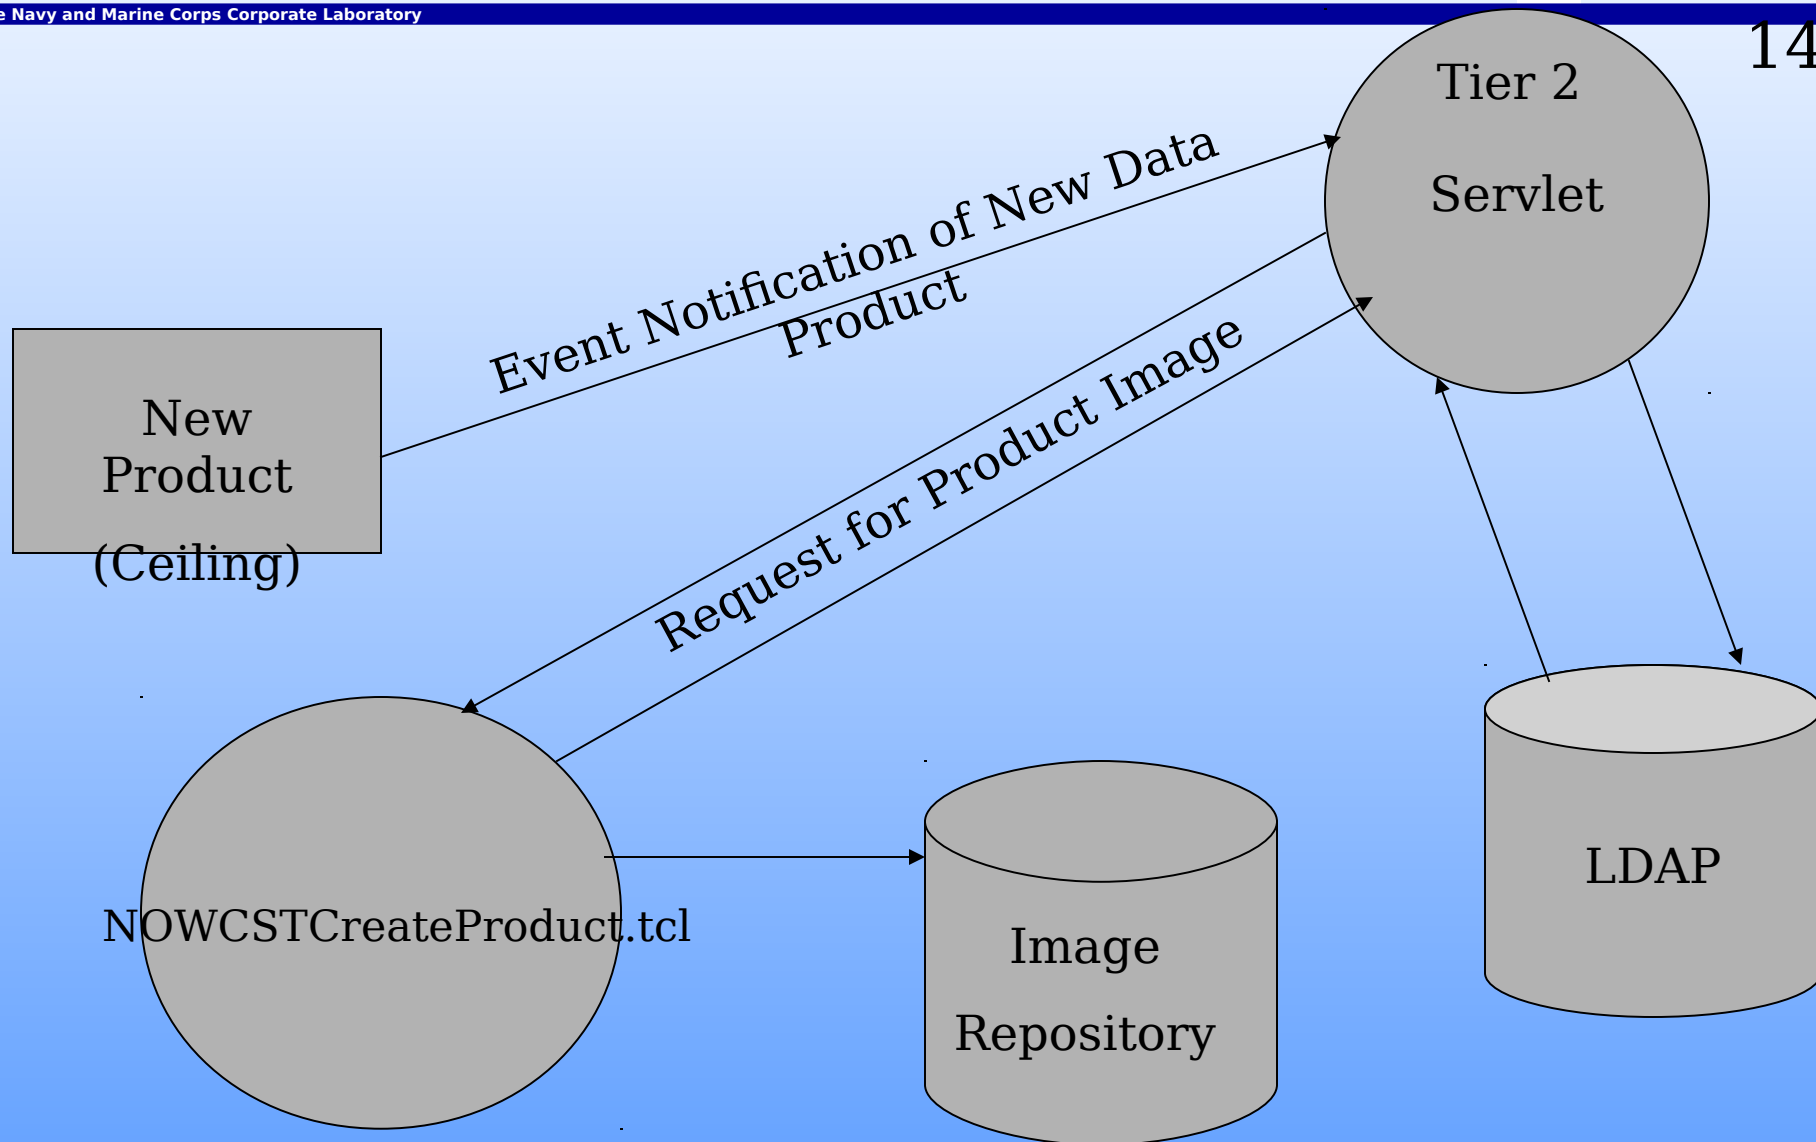 e Navy and Marine Corps Corporate Laboratory
14
Tier 2
Servlet
Event Notification of New Data
Product
Request for Product Image
New
Product
(Ceiling)
NOWCSTCreateProduct.tcl
Image
Repository
LDAP